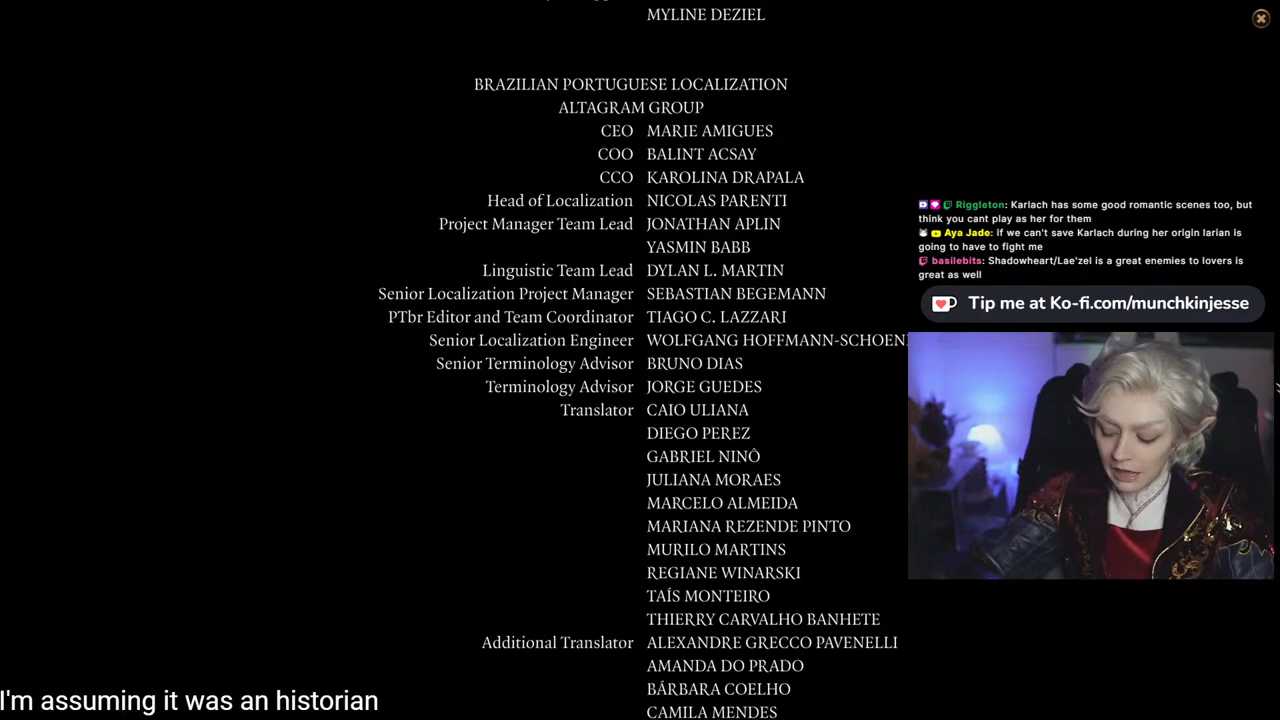 MYLINE DEZIEL
BRAZILIAN PORTUGUESE LOCALIZATION
ALTAGRAM GROUP
CEO MARIE AMIGUES
COO BALINT ACSAY
CCO KAROLINA DRAPALA
Head of Localization NICOLAS PARENTI
Project Manager Team Lead JONATHAN APLIN
YASMIN BABB
Linguistic Team Lead DYLAN L. MARTIN
Senior Localization Project Manager SEBASTIAN BEGEMANN
PTbr Editor and Team Coordinator TIAGO C. LAZZARI
Senior Localization Engineer WOLFGANG
Senior Terminology Advisor BRUNO DIAS
Terminology Advisor JORGE GUEDES
Translator CAIO ULIANA
DIEGO PEREZ
GABRIEL NINÔ
JULIANA MORAES
MARCELO ALMEIDA
MARIANA REZENDE PINTO
MURILO MARTINS
REGIANE WINARSKI
TAÍS MONTEIRO
THIERRY CARVALHO BANHETE
Additional Translator ALEXANDRE GRECCO PAVENELLI
AMANDA DO PRADO
BÁRBARA COELHO
CAMILA MENDES
Riggleton: Karlach has some good romantic scenes too, but
think you cant play as her for them
Aya Jade: if we can't save Karlach during her origin larian is
going to have to fight me
basilebits: Shadowheart/Lae'zel is a great enemies to lovers is
great as well
Tip me at Ko-fi.com/munchkinjesse
I'm assuming it was an historian